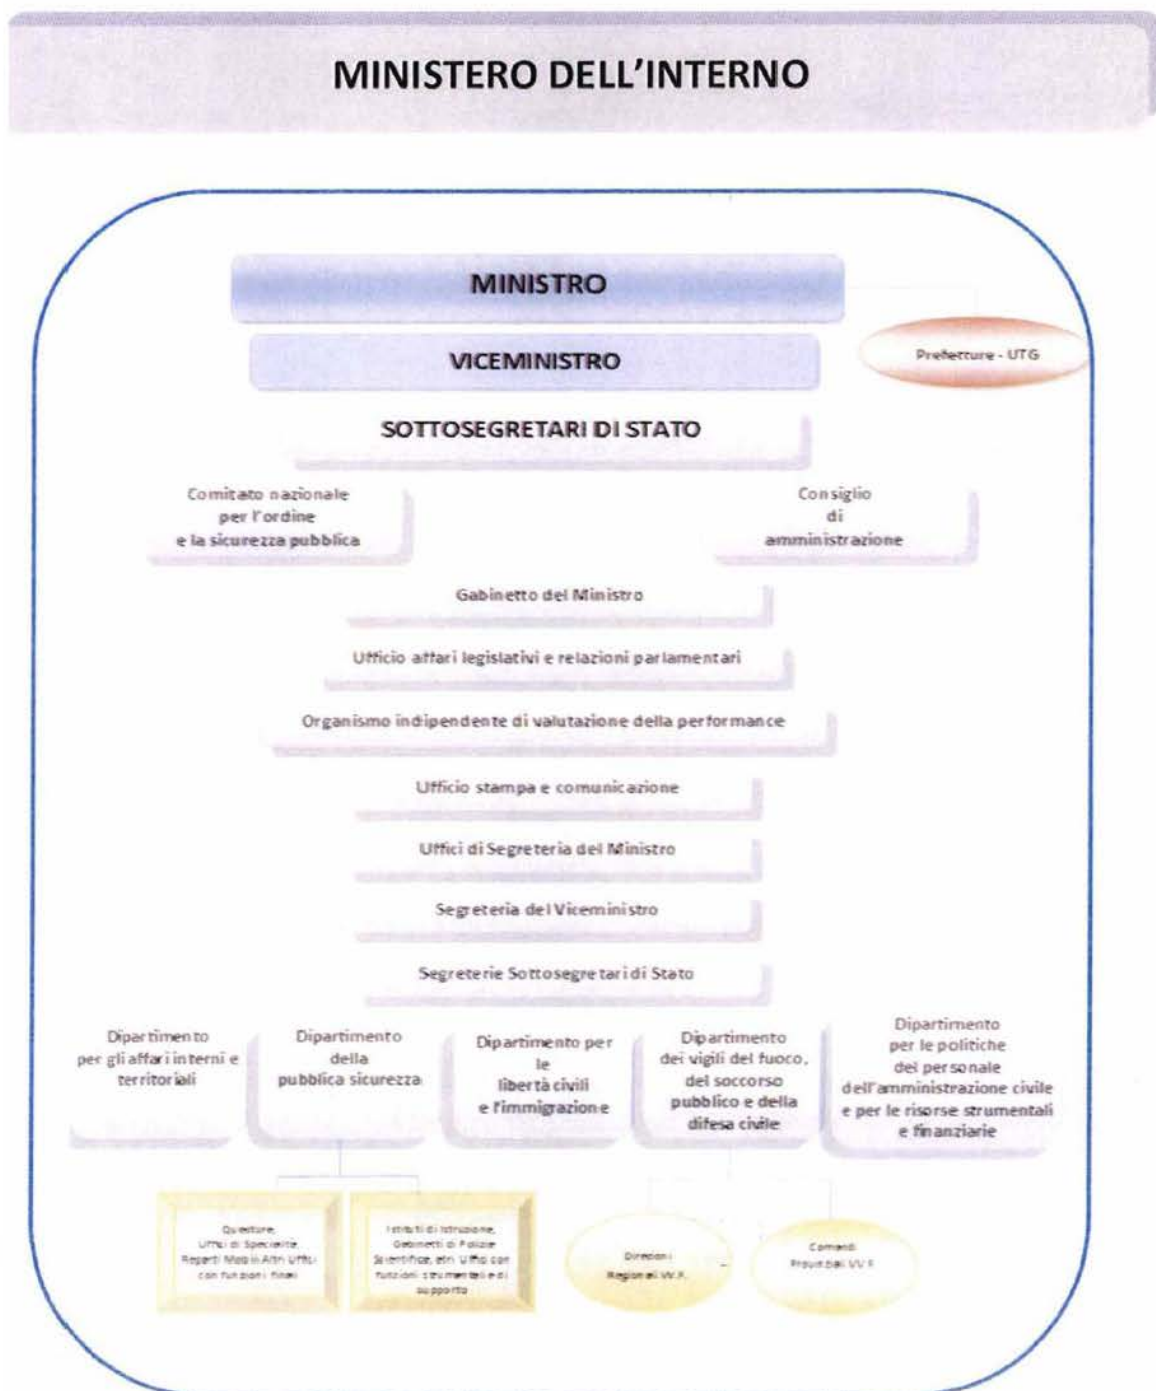 MINISTERO DELL'INTERNO
MINISTRO
VICEMINISTRO
Prefetture - UTG
SOTTOSEGRETARI DI STATO
Comitato nazionale
per l'ordine
e la sicurezza pubblica
Consiglio
di
amministrazione
Gabinetto del Ministro
Ufficio affari legislativi e relazioni parlamentari
Organismo indipendente di valutazione della performance
Ufficio stampa e comunicazione
Uffici di Segreteria del Ministro
Segreteria del Viceministro
Segreterie Sottosegretari di Stato
Dipartimento
per gli affari interni e
territoriali
Dipartimento
della
pubblica sicurezza
Dipartimento per
le
libertà civili
e l'immigrazione
Dipartimento
dei vigili del fuoco,
del soccorso
pubblico e della
difesa civile
Dipartimento
per le politiche
del personale
dell'amministrazione civile
e per le risorse strumentali
e finanziarie
Questure,
Uffici di Specialità,
Reparti Mobili Altri Uffici
con funzioni finali
Istituti di Istruzione,
Gabinetti di Polizia
Scientifica, altri Uffici con
funzioni strumentali e di
supporto
Direzioni
Regionali VV.F.
Comandi
Provinciali VV.F.